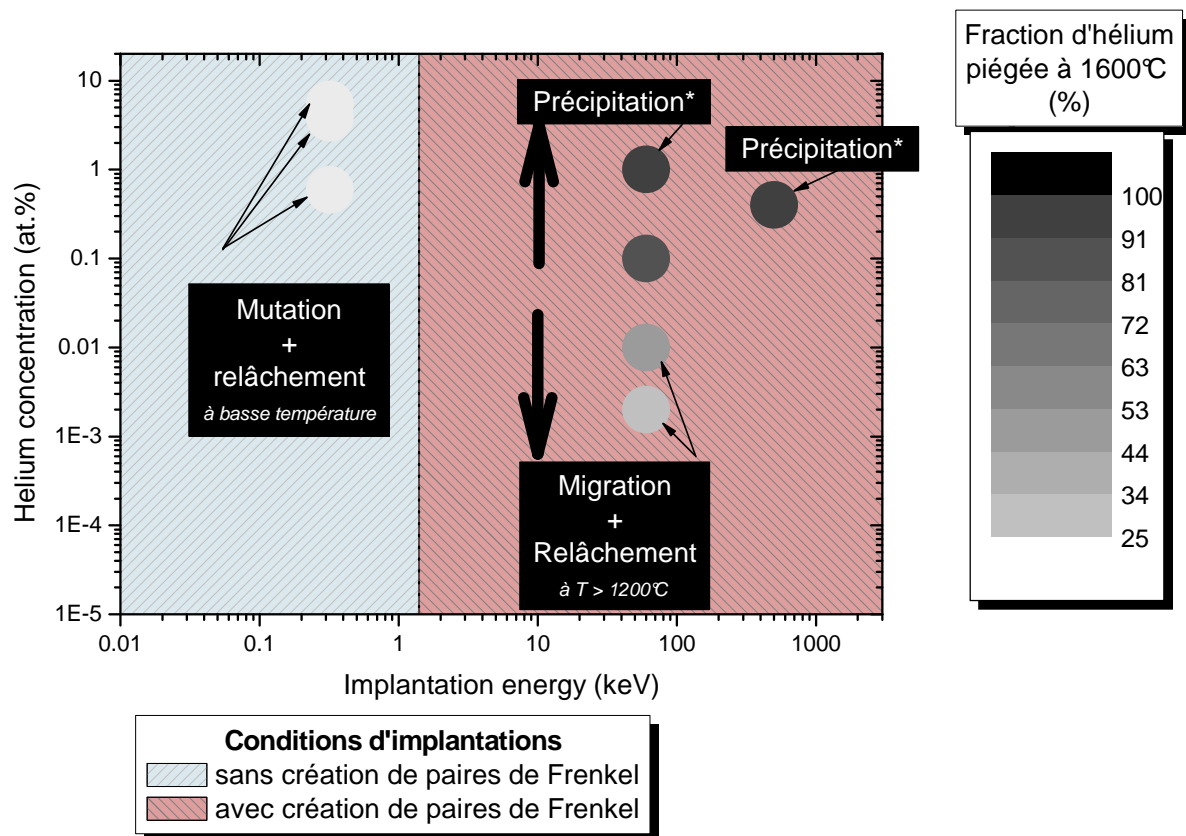 Fraction d'hélium
piégée à 1600°C
(%)
100
91
81
72
63
53
44
34
25
Helium concentration (at.%)
10
1
0.1
0.01
1E-3
1E-4
1E-5
Précipitation*
Précipitation*
Mutation
+
relâchement
à basse température
Migration
+
Relâchement
à T > 1200°C
0.01 0.1 1 10 100 1000
Implantation energy (keV)
Conditions d'implantations
sans création de paires de Frenkel
avec création de paires de Frenkel